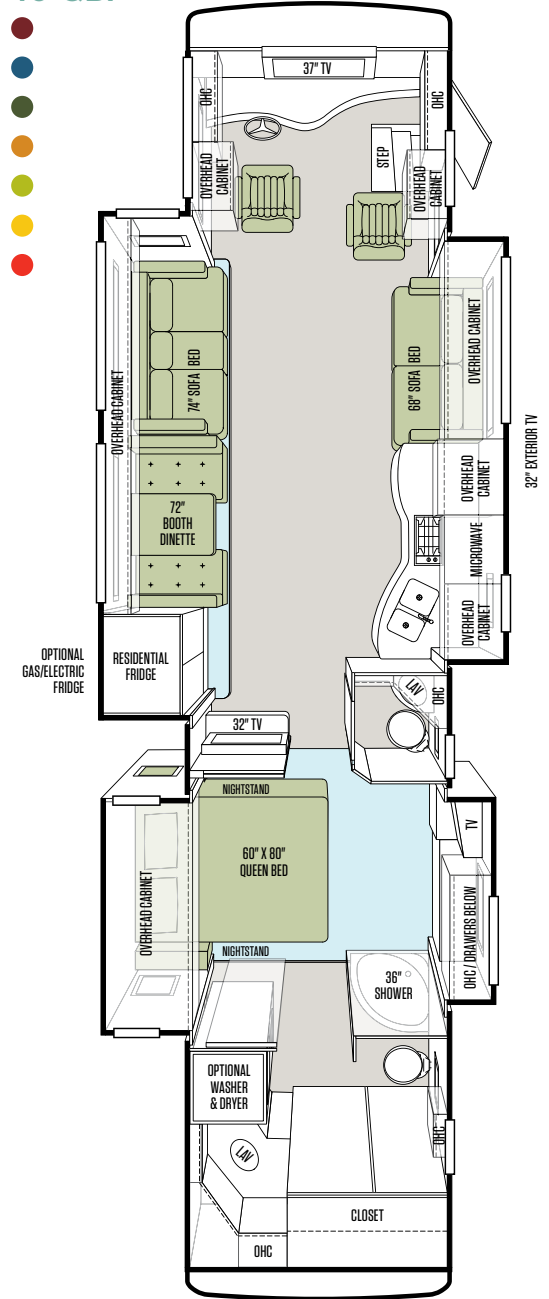 37" TV
OHC
OHC
OVERHEAD
CABINET
STEP
OVERHEAD
CABINET
OVERHEAD CABINET
74" SOFA BED
68" SOFA BED
OVERHEAD CABINET
32" EXTERIOR TV
72"
BOOTH
DINETTE
OVERHEAD
CABINET
MICROWAVE
OVERHEAD
CABINET
OPTIONAL
GAS/ELECTRIC
FRIDGE
RESIDENTIAL
FRIDGE
LAV
OHC
32" TV
NIGHTSTAND
60" X 80"
QUEEN BED
NIGHTSTAND
OVERHEAD CABINET
TV
OHC / DRAWERS BELOW
36"
SHOWER
OPTIONAL
WASHER
& DRYER
LAV
OHC
CLOSET
OHC